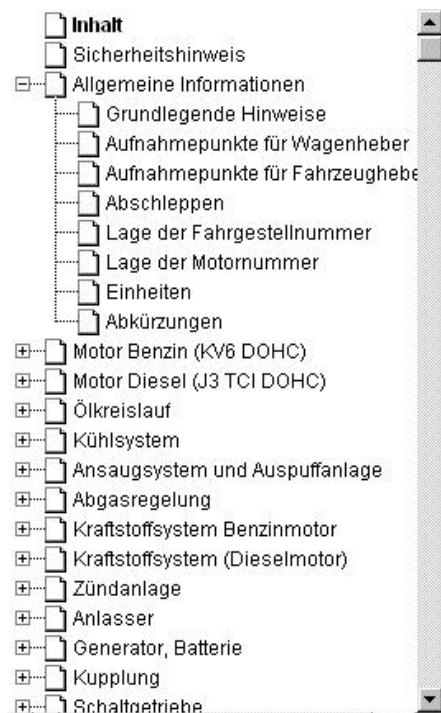 Inhalt
Sicherheitshinweis
Allgemeine Informationen
Grundlegende Hinweise
Aufnahmepunkte für Wagenheber
Aufnahmepunkte für Fahrzeughebe
Abschleppen
Lage der Fahrgestellnummer
Lage der Motornummer
Einheiten
Abkürzungen
Motor Benzin (KV6 DOHC)
Motor Diesel (J3 TCI DOHC)
Ölkreislauf
Kühlsystem
Ansaugsystem und Auspuffanlage
Abgasregelung
Kraftstoffsystem Benzinmotor
Kraftstoffsystem (Dieselmotor)
Zündanlage
Anlasser
Generator, Batterie
Kupplung
Schaltgetriebe